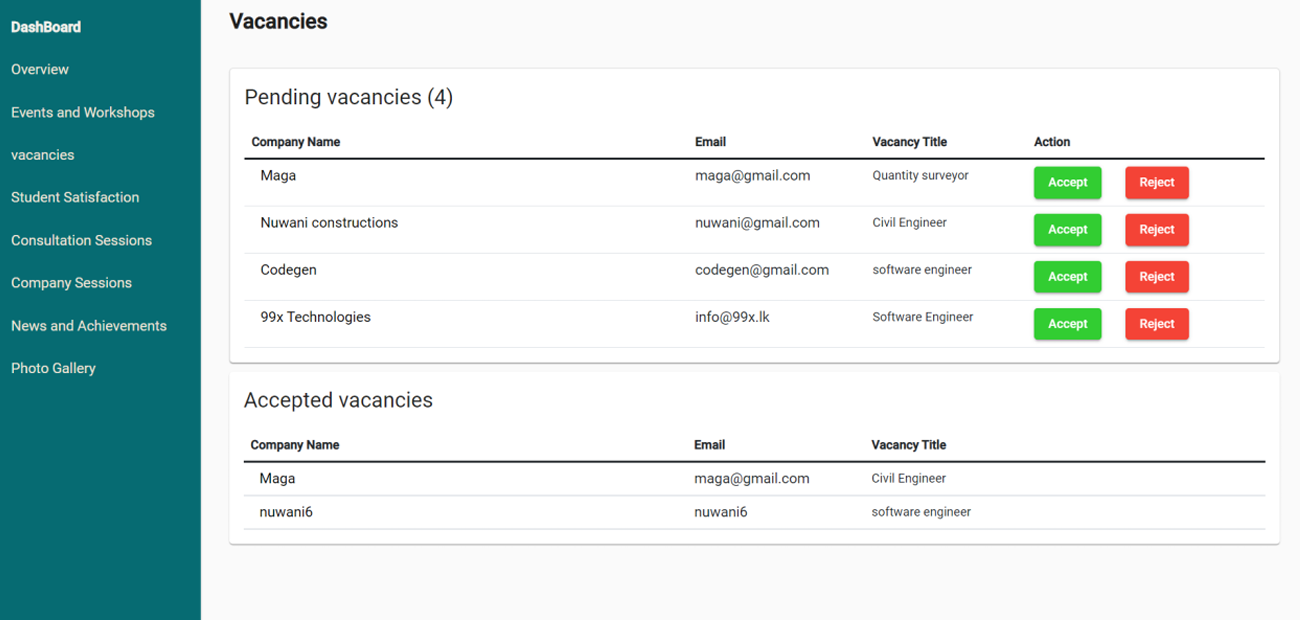 DashBoard
Overview
Events and Workshops
vacancies
Student Satisfaction
Consultation Sessions
Company Sessions
News and Achievements
Photo Gallery
Vacancies
Pending vacancies (4)
Company Name Email Vacancy Title Action
Maga maga@gmail.com Quantity surveyor Accept Reject
Nuwani constructions nuwani@gmail.com Civil Engineer Accept Reject
Codegen codegen@gmail.com software engineer Accept Reject
99x Technologies info@99x.lk Software Engineer Accept Reject
Accepted vacancies
Company Name Email Vacancy Title
Maga maga@gmail.com Civil Engineer
nuwani6 nuwani6 software engineer